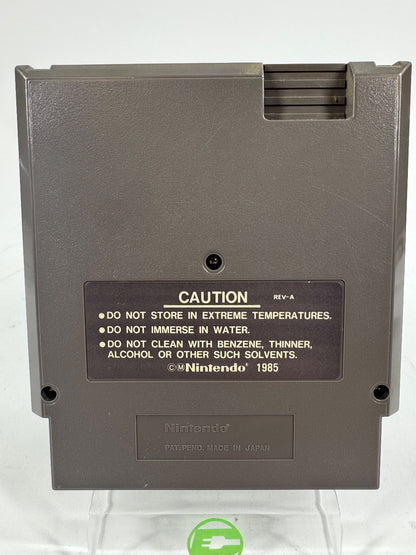 CAUTION REV-A
● DO NOT STORE IN EXTREME TEMPERATURES.
● DO NOT IMMERSE IN WATER.
● DO NOT CLEAN WITH BENZENE, THINNER,
ALCOHOL OR OTHER SUCH SOLVENTS.
©Ⓜ Nintendo® 1985
Nintendo®
PAT. PEND. MADE IN JAPAN